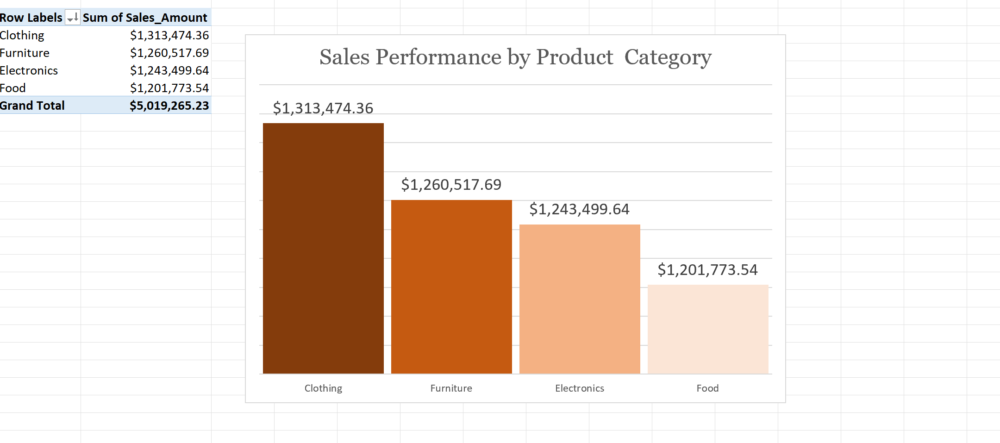 Row Labels Sum of Sales_Amount
Clothing $1,313,474.36
Furniture $1,260,517.69
Electronics $1,243,499.64
Food $1,201,773.54
Grand Total $5,019,265.23
Sales Performance by Product  Category
$1,313,474.36
$1,260,517.69
$1,243,499.64
$1,201,773.54
Clothing Furniture Electronics Food